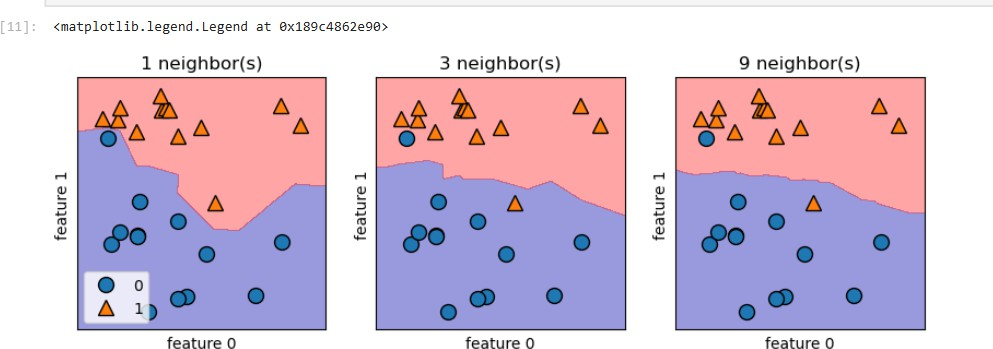 [11]: <matplotlib.legend.Legend at 0x189c4862e90>
1 neighbor(s)
3 neighbor(s)
9 neighbor(s)
feature 1
feature 1
feature 1
0
1
feature 0
feature 0
feature 0